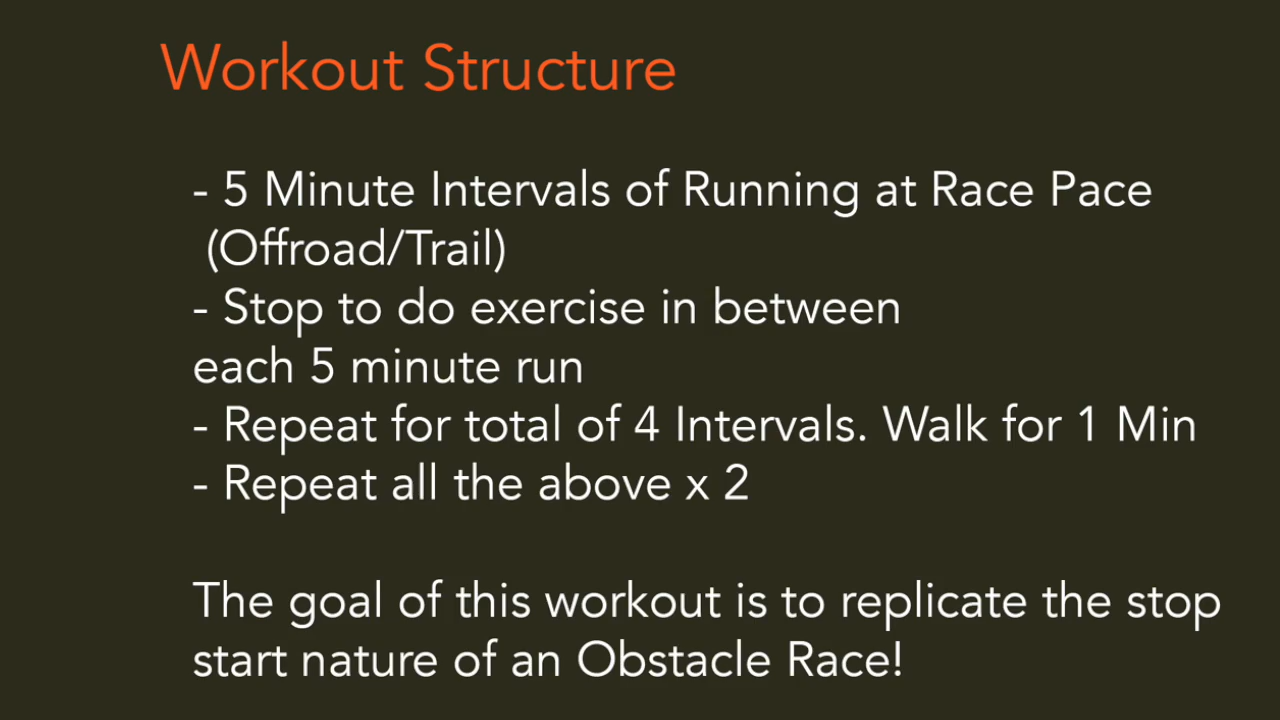 Workout Structure
- 5 Minute Intervals of Running at Race Pace
(Offroad/Trail)
- Stop to do exercise in between
each 5 minute run
- Repeat for total of 4 Intervals. Walk for 1 Min
- Repeat all the above x 2
The goal of this workout is to replicate the stop
start nature of an Obstacle Race!